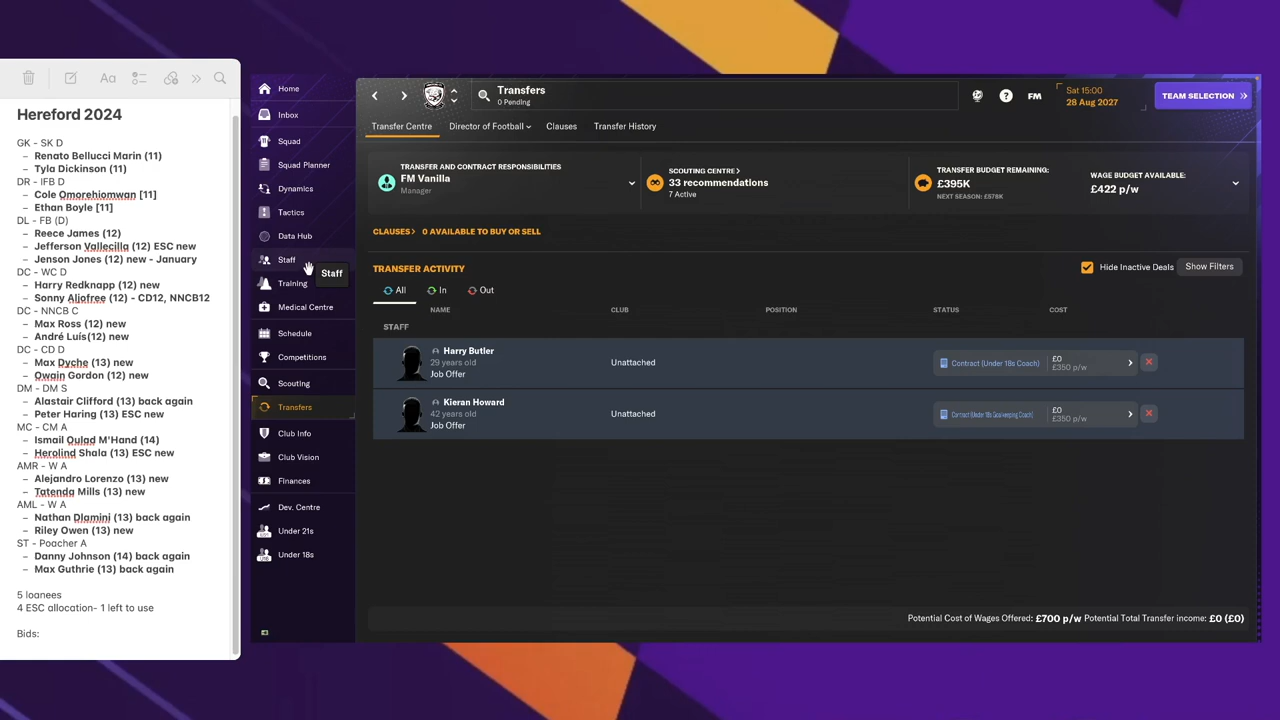 Aa
Hereford 2024
GK - SK D
– Renato Bellucci Marin (11)
– Tyla Dickinson (11)
DR - IFB D
– Cole Omorehiomwan [11]
– Ethan Boyle [11]
DL - FB (D)
– Reece James (12)
– Jefferson Vallecilla (12) ESC new
– Jenson Jones (12) new - January
DC - WC D
– Harry Redknapp (12) new
– Sonny Aljofree (12) - CD12, NNCB12
DC - NNCB C
– Max Ross (12) new
– André Luís(12) new
DC - CD D
– Max Dyche (13) new
– Owain Gordon (12) new
DM - DM S
– Alastair Clifford (13) back again
– Peter Haring (13) ESC new
MC - CM A
– Ismail Oulad M'Hand (14)
– Herolind Shala (13) ESC new
AMR - W A
– Alejandro Lorenzo (13) new
– Tatenda Mills (13) new
AML - W A
– Nathan Dlamini (13) back again
– Riley Owen (13) new
ST - Poacher A
– Danny Johnson (14) back again
– Max Guthrie (13) back again
5 loanees
4 ESC allocation- 1 left to use
Bids:
Home
Inbox
Squad
Squad Planner
Dynamics
Tactics
Data Hub
Staff
Staff
Training
Medical Centre
Schedule
Competitions
Scouting
Transfers
Club Info
Club Vision
Finances
Dev. Centre
Under 21s
Under 18s
Transfers
0 Pending
?
FM
Sat 15:00
28 Aug 2027
TEAM SELECTION
Transfer Centre Director of Football Clauses Transfer History
TRANSFER AND CONTRACT RESPONSIBILITIES
FM Vanilla
Manager
SCOUTING CENTRE >
33 recommendations
7 Active
TRANSFER BUDGET REMAINING:
£395K
NEXT SEASON: £578K
WAGE BUDGET AVAILABLE:
£422 p/w
CLAUSES > 0 AVAILABLE TO BUY OR SELL
TRANSFER ACTIVITY
Hide Inactive Deals
Show Filters
All In Out
NAME CLUB POSITION STATUS COST
STAFF
Harry Butler
29 years old
Job Offer
Unattached
Contract (Under 18s Coach)
£0
£350 p/w
Kieran Howard
42 years old
Job Offer
Unattached
Contract (Under 18s Goalkeeping Coach)
£0
£350 p/w
Potential Cost of Wages Offered: £700 p/w Potential Total Transfer income: £0 (£0)